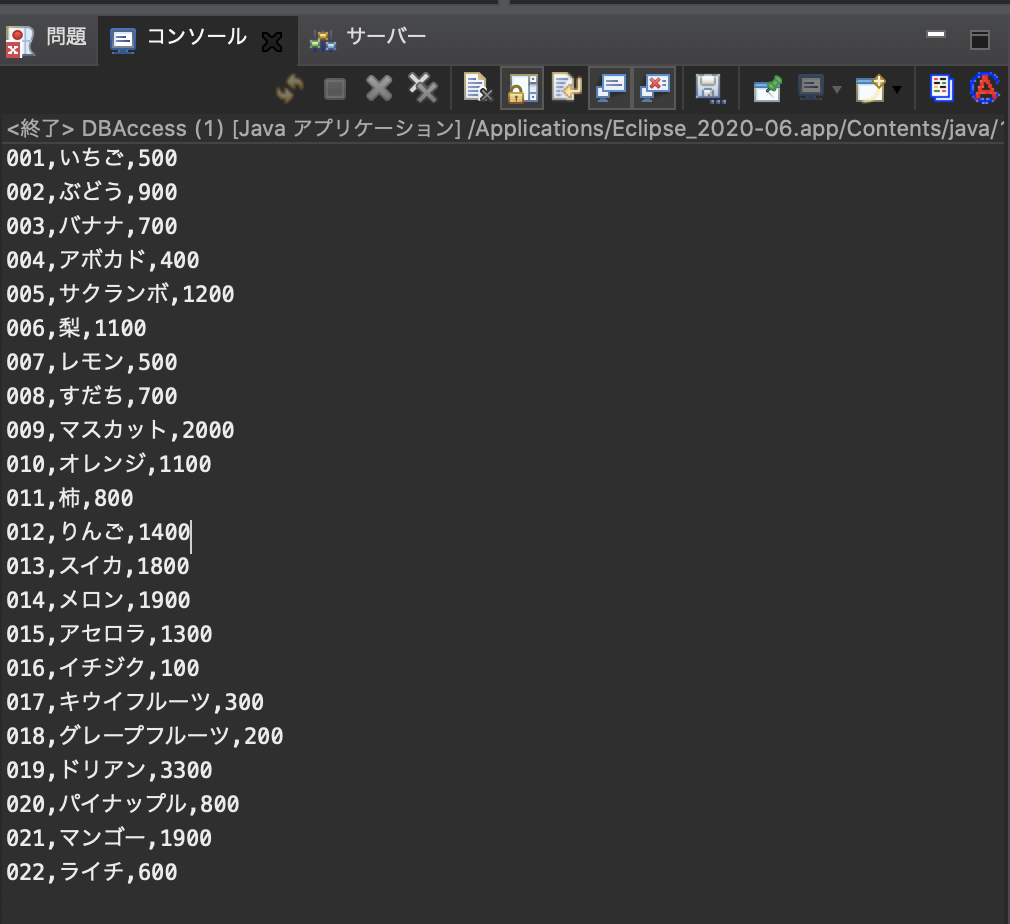 問題 コンソール サーバー
<終了> DBAccess (1) [Java アプリケーション] /Applications/Eclipse_2020-06.app/Contents/java/
001,いちご,500
002,ぶどう,900
003,バナナ,700
004,アボカド,400
005,サクランボ,1200
006,梨,1100
007,レモン,500
008,すだち,700
009,マスカット,2000
010,オレンジ,1100
011,柿,800
012,りんご,1400
013,スイカ,1800
014,メロン,1900
015,アセロラ,1300
016,イチジク,100
017,キウイフルーツ,300
018,グレープフルーツ,200
019,ドリアン,3300
020,パイナップル,800
021,マンゴー,1900
022,ライチ,600